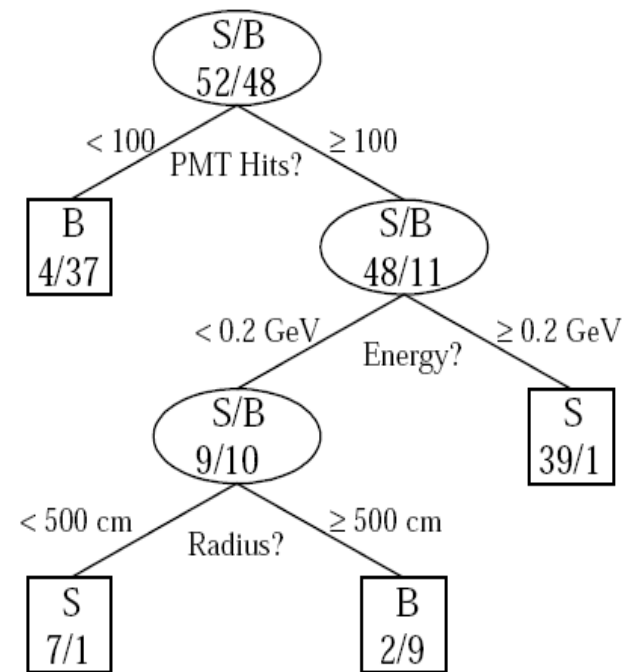 S/B
52/48
< 100
≥ 100
PMT Hits?
B
4/37
S/B
48/11
< 0.2 GeV
≥ 0.2 GeV
Energy?
S/B
9/10
S
39/1
< 500 cm
≥ 500 cm
Radius?
S
7/1
B
2/9